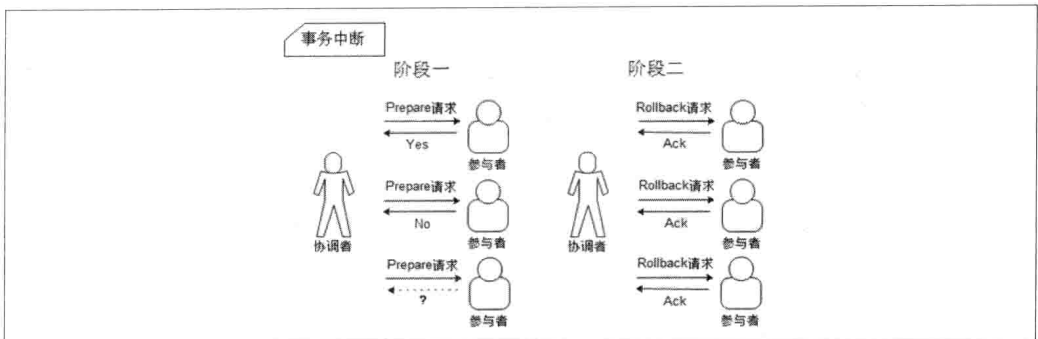 事务中断
阶段一
阶段二
Prepare请求
Yes
参与者
Prepare请求
No
参与者
Prepare请求
?
参与者
协调者
Rollback请求
Ack
参与者
Rollback请求
Ack
参与者
Rollback请求
Ack
参与者
协调者